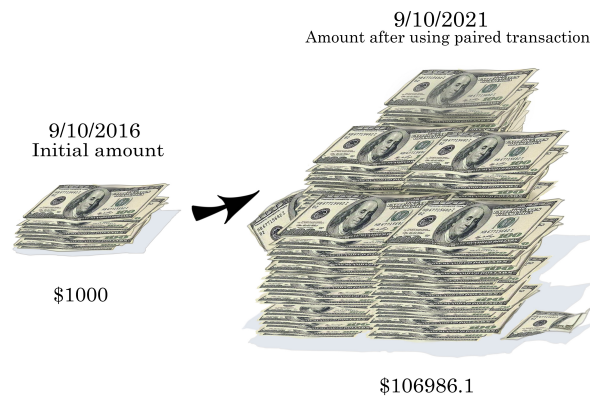 9/10/2016
Initial amount
$1000
9/10/2021
Amount after using paired transaction
$106986.1